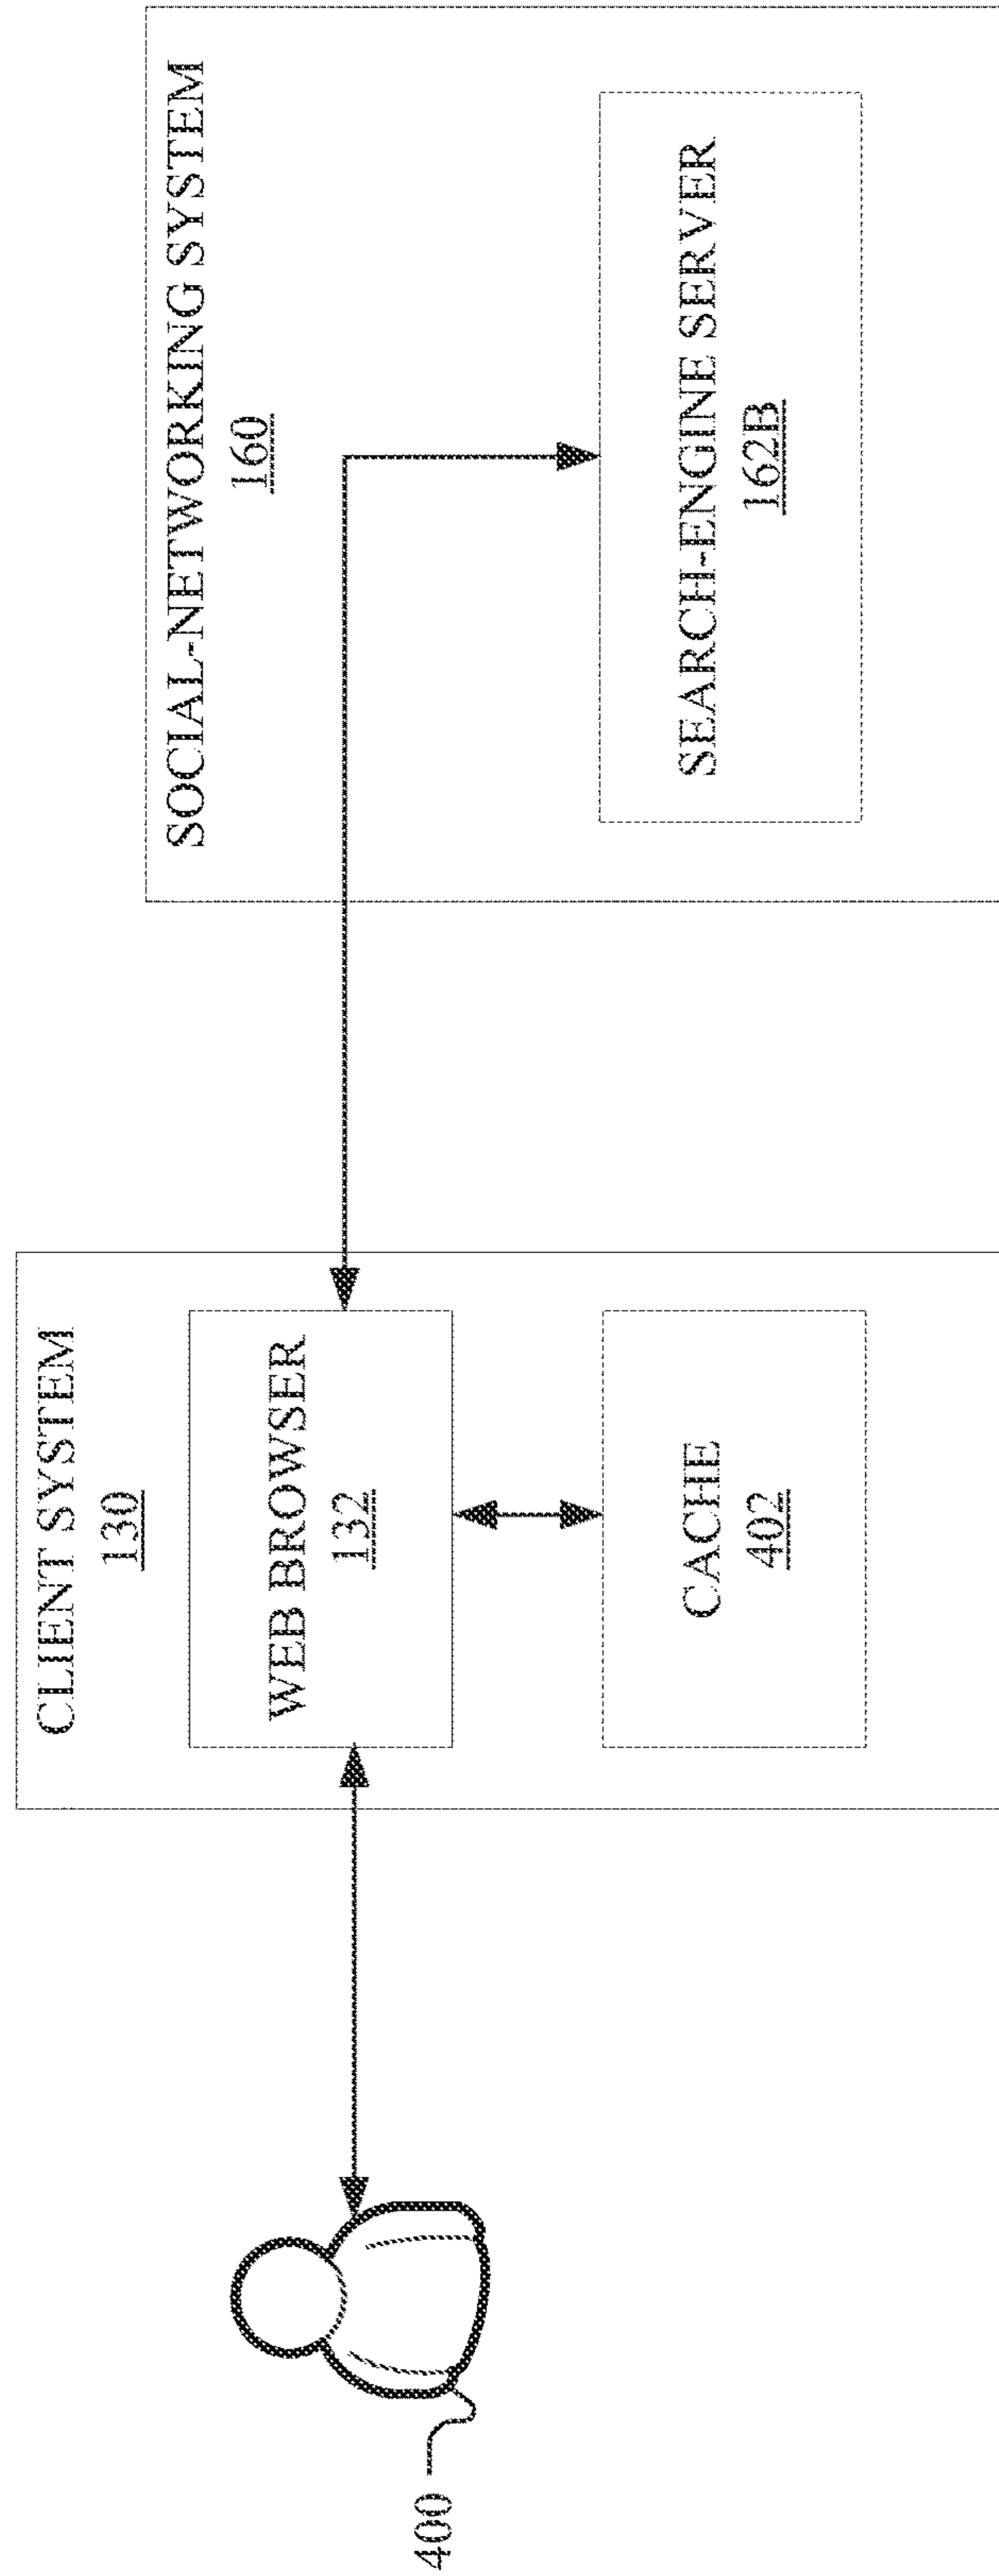 400
CLIENT SYSTEM
130
WEB BROWSER
132
CACHE
402
SOCIAL-NETWORKING SYSTEM
160
SEARCH-ENGINE SERVER
162B